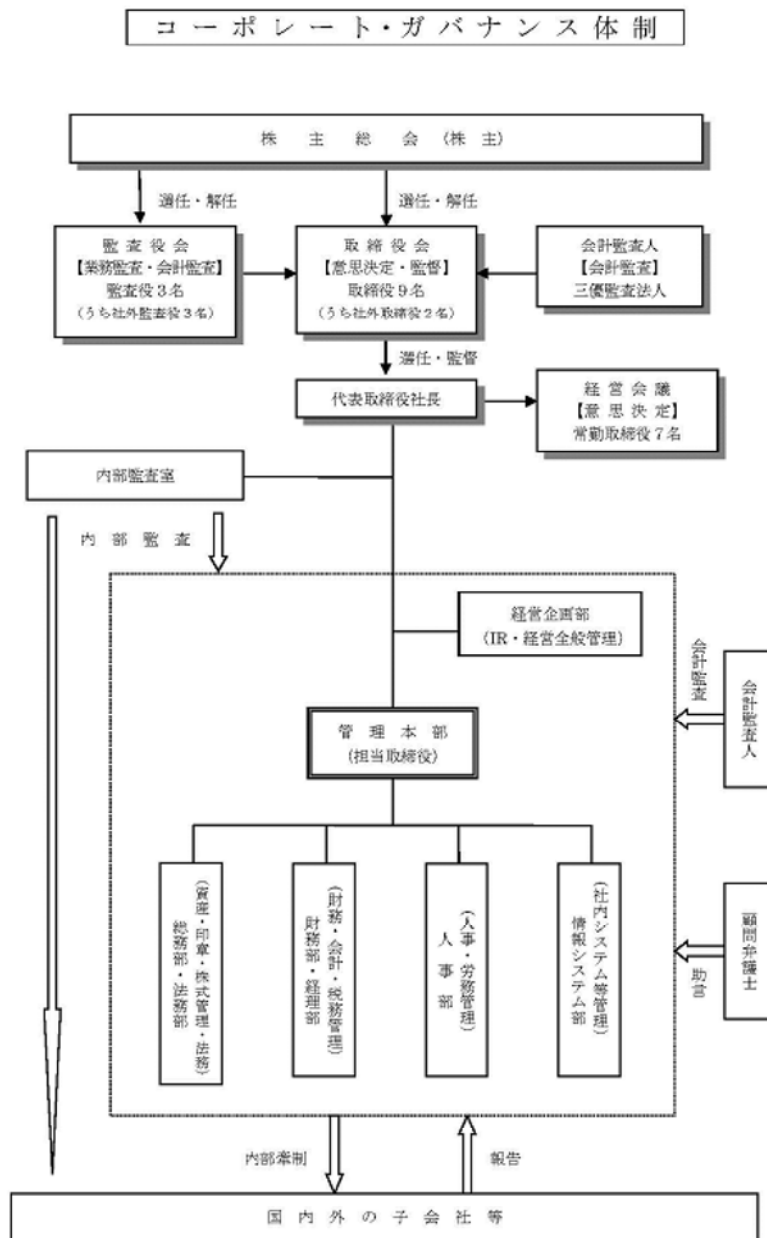 コーポレート・ガバナンス体制
株主総会(株主)
選任・解任
選任・解任
監査役会
【業務監査・会計監査】
監査役3名
(うち社外監査役3名)
取締役会
【意思決定・監督】
取締役9名
(うち社外取締役2名)
会計監査人
【会計監査】
三優監査法人
選任・監督
代表取締役社長
経営会議
【意思決定】
常勤取締役7名
内部監査室
内部監査
経営企画部
(IR・経営全般管理)
会計監査
会計監査人
管理本部
(担当取締役)
(資産・印章・株式管理・法務)
総務部・法務部
(財務・会計・税務管理)
財務部・経理部
(人事・労務管理)
人事部
(社内システム等管理)
情報システム部
助言
顧問弁護士
内部牽制
報告
国内外の子会社等